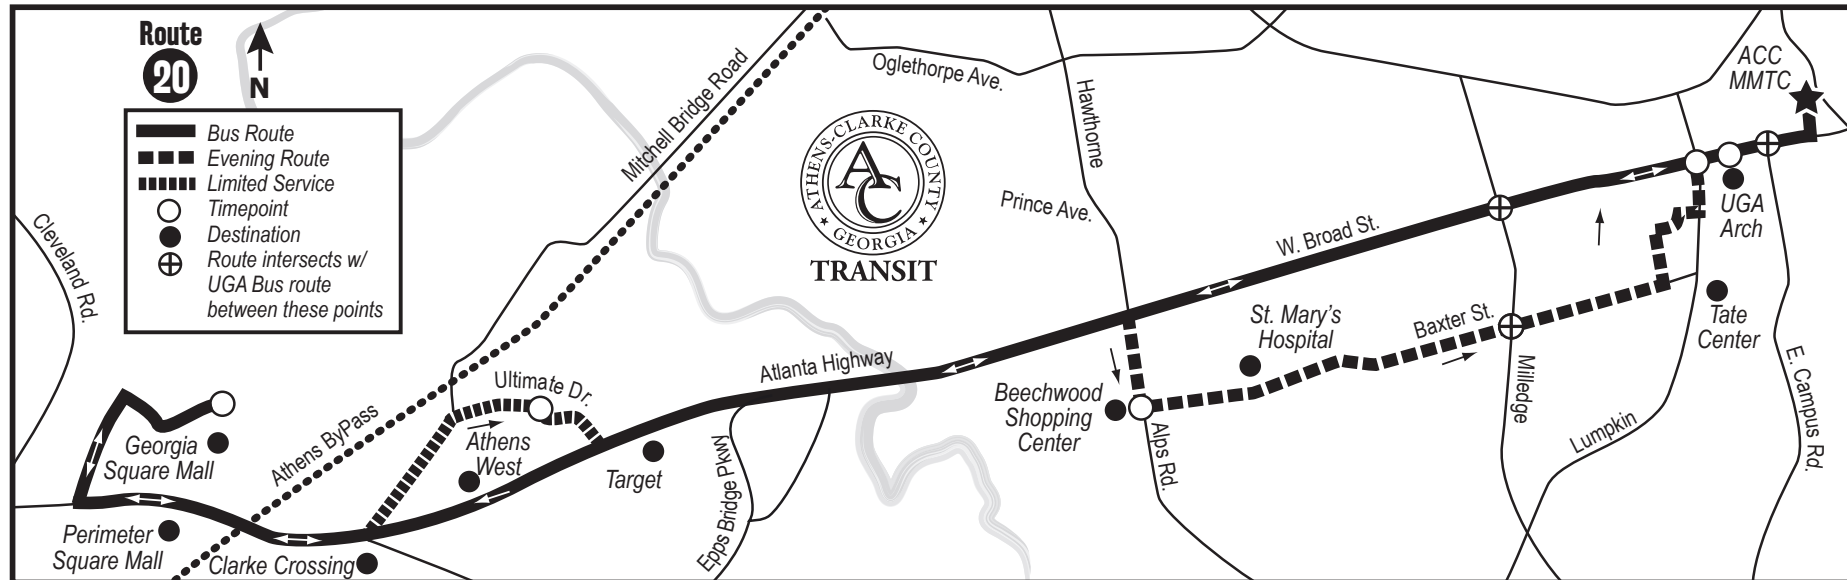 Route
20
N
Bus Route
Evening Route
Limited Service
Timepoint
Destination
Route intersects w/
UGA Bus route
between these points
Cleveland Rd.
Mitchell Bridge Road
Oglethorpe Ave.
Hawthorne
Prince Ave.
ATHENS-CLARKE COUNTY
AC
GEORGIA
TRANSIT
ACC
MMTC
UGA
Arch
W. Broad St.
St. Mary's
Hospital
Baxter St.
Tate
Center
Milledge
E. Campus Rd.
Lumpkin
Beechwood
Shopping
Center
Alps Rd.
Atlanta Highway
Ultimate Dr.
Athens
West
Target
Epps Bridge Pkwy
Athens ByPass
Georgia
Square Mall
Perimeter
Square Mall
Clarke Crossing